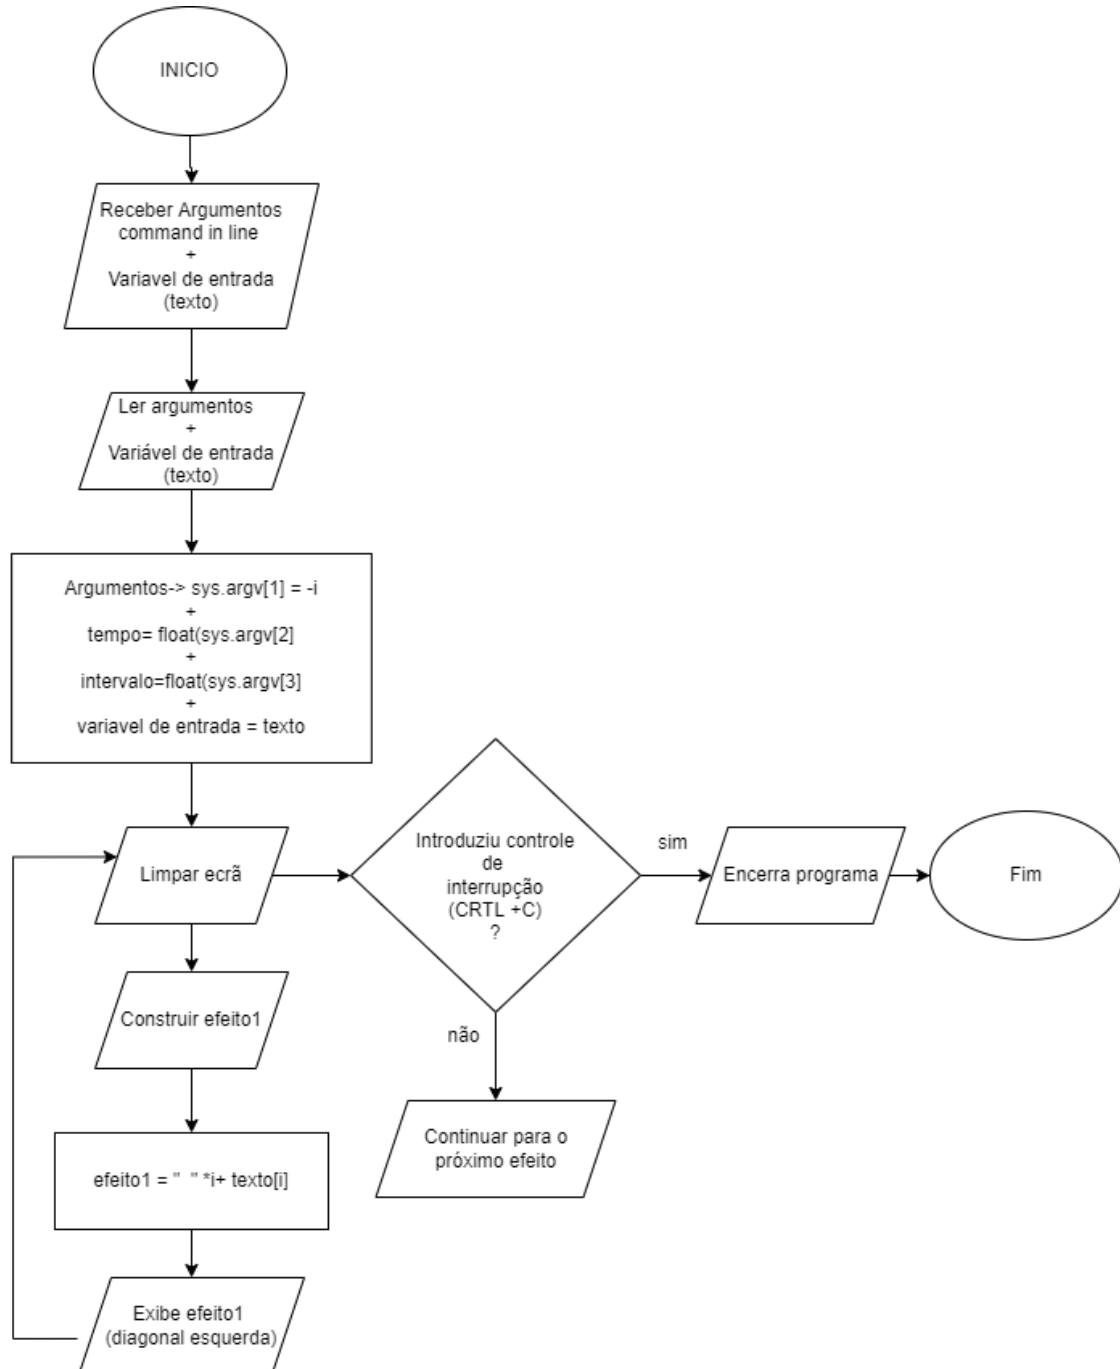 INICIO
Receber Argumentos
command in line
+
Variavel de entrada
(texto)
Ler argumentos
+
Variável de entrada
(texto)
Argumentos-> sys.argv[1] = -i
+
tempo= float(sys.argv[2]
+
intervalo=float(sys.argv[3]
+
variavel de entrada = texto
Limpar ecrã
Introduziu controle
de
interrupção
(CRTL +C)
?
sim
Encerra programa
Fim
não
Continuar para o
próximo efeito
Construir efeito1
efeito1 = " " *i+ texto[i]
Exibe efeito1
(diagonal esquerda)